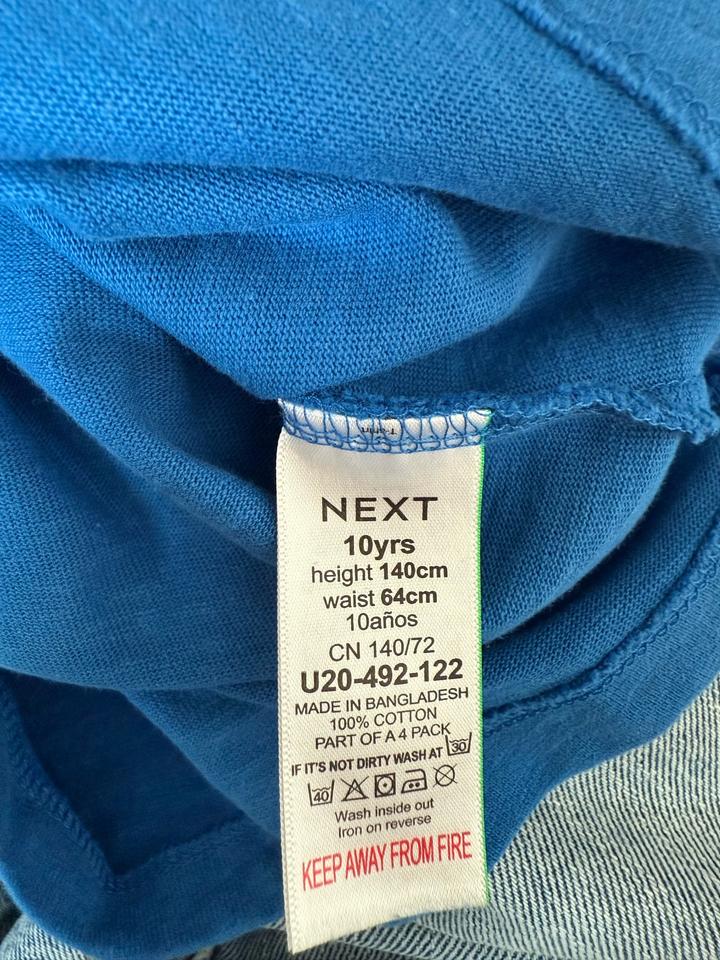 NEXT
10yrs
height 140cm
waist 64cm
10años
CN 140/72
U20-492-122
MADE IN BANGLADESH
100% COTTON
PART OF A 4 PACK
IF IT'S NOT DIRTY WASH AT 30
40
Wash inside out
Iron on reverse
KEEP AWAY FROM FIRE